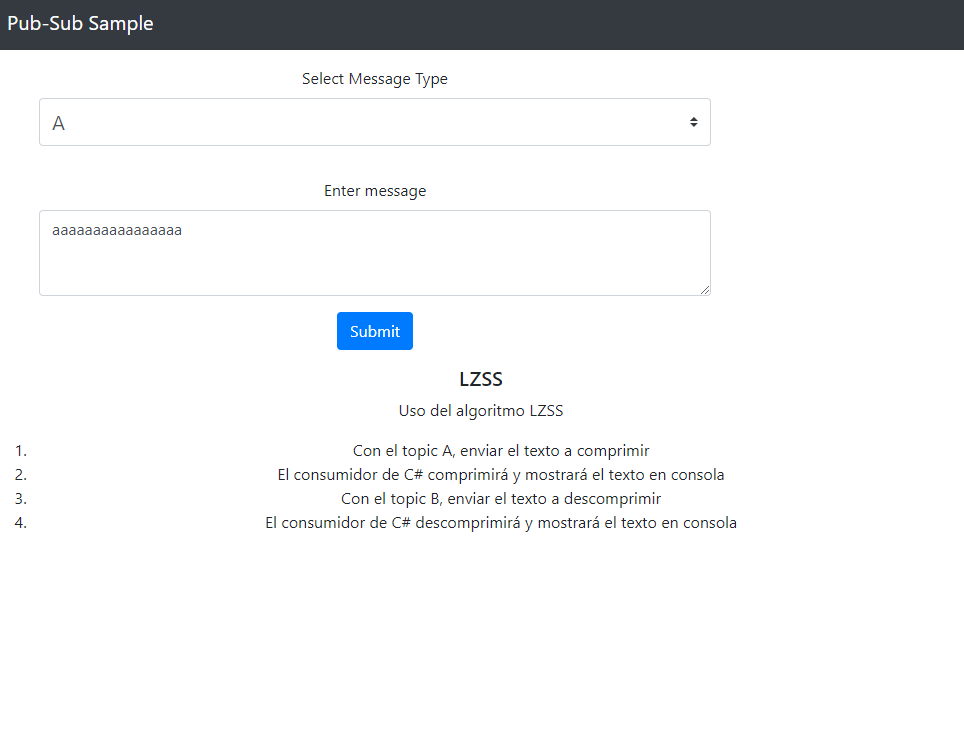 Pub-Sub Sample
Select Message Type
A
Enter message
aaaaaaaaaaaaaaaa
Submit
LZSS
Uso del algoritmo LZSS
1. Con el topic A, enviar el texto a comprimir
2. El consumidor de C# comprimirá y mostrará el texto en consola
3. Con el topic B, enviar el texto a descomprimir
4. El consumidor de C# descomprimirá y mostrará el texto en consola